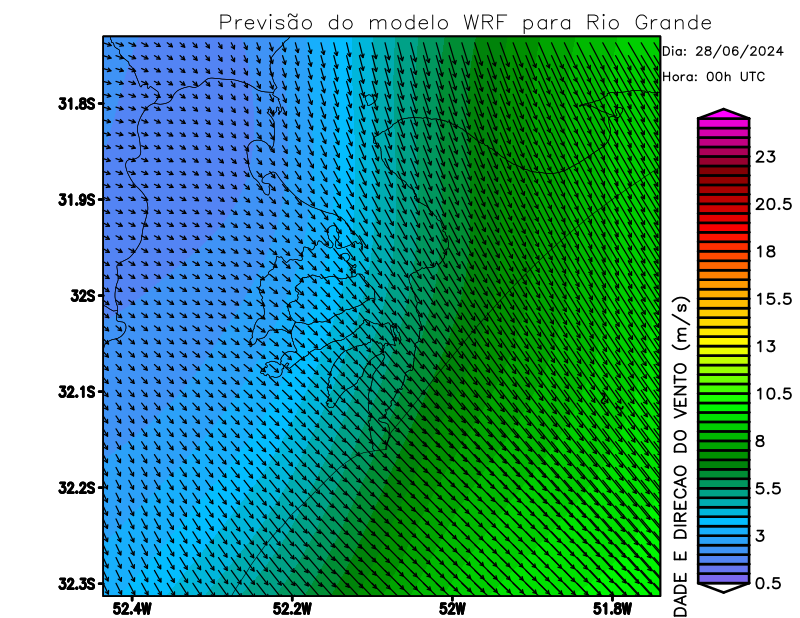 Previsão do modelo WRF para Rio Grande
Dia: 28/06/2024
Hora: 00h UTC
31.8S
31.9S
32S
32.1S
32.2S
32.3S
52.4W
52.2W
52W
51.8W
23
20.5
18
15.5
13
10.5
8
5.5
3
0.5
DADE E DIRECAO DO VENTO (m/s)